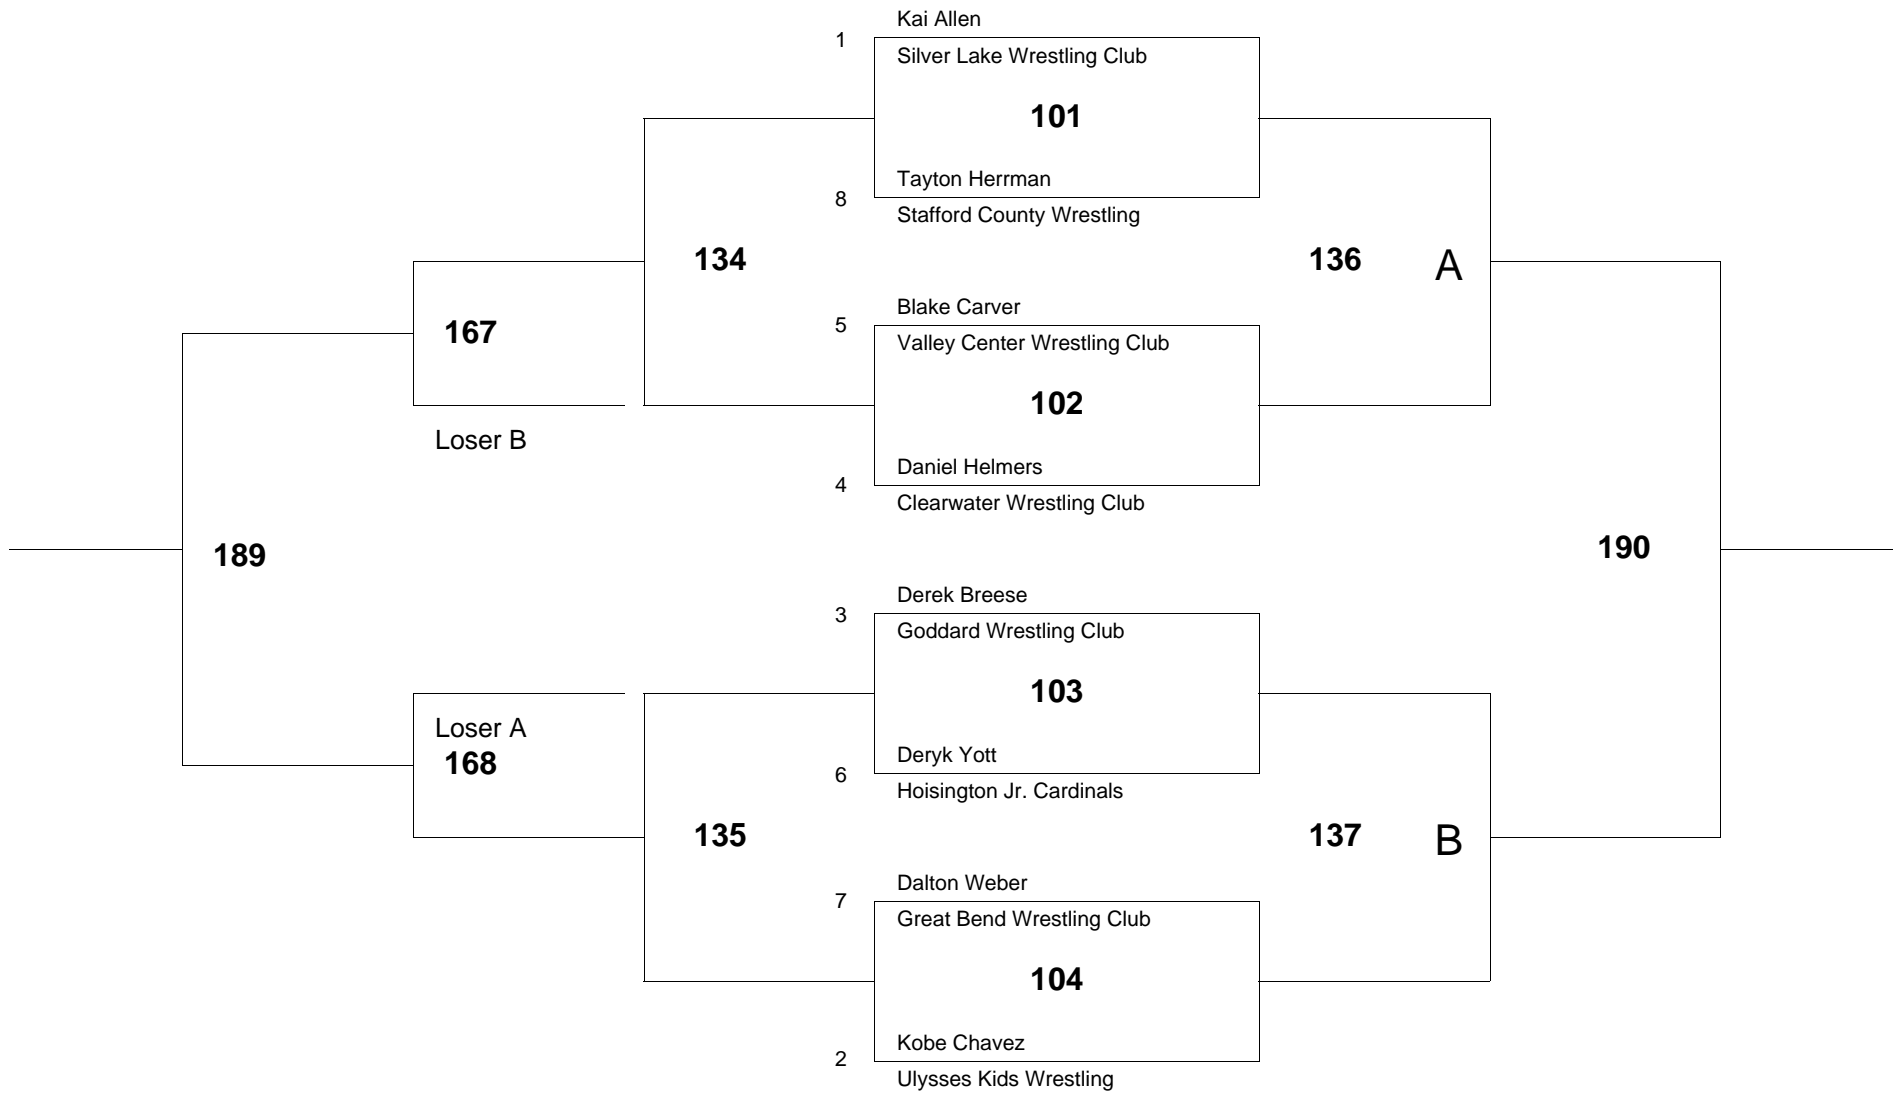 Kai Allen
1
Silver Lake Wrestling Club
101
Tayton Herrman
8
Stafford County Wrestling
134
136
A
Blake Carver
5
Valley Center Wrestling Club
167
102
Loser B
Daniel Helmers
4
Clearwater Wrestling Club
189
190
Derek Breese
3
Goddard Wrestling Club
103
Loser A
168
Deryk Yott
6
Hoisington Jr. Cardinals
135
137
B
Dalton Weber
7
Great Bend Wrestling Club
104
Kobe Chavez
2
Ulysses Kids Wrestling